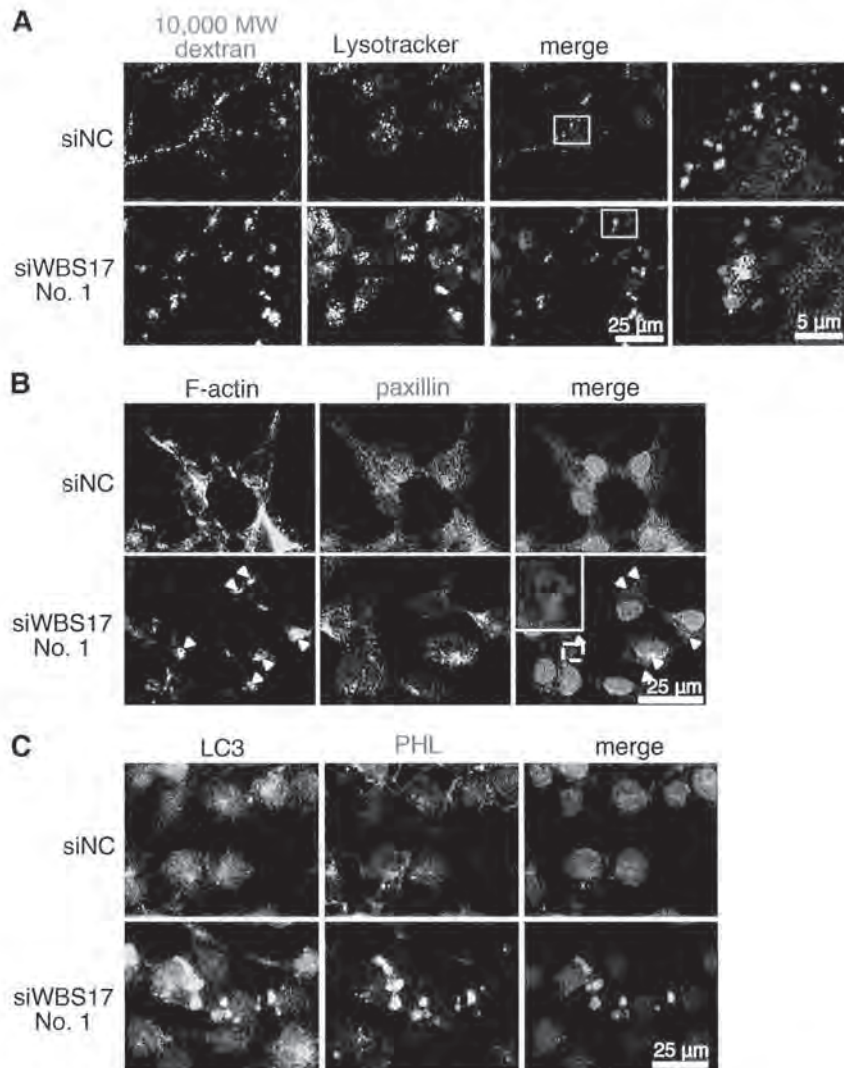 A
10,000 MW
dextran
Lysotracker
merge
siNC
siWBS17
No. 1
25 µm
5 µm
B
F-actin
paxillin
merge
siNC
siWBS17
No. 1
25 µm
C
LC3
PHL
merge
siNC
siWBS17
No. 1
25 µm